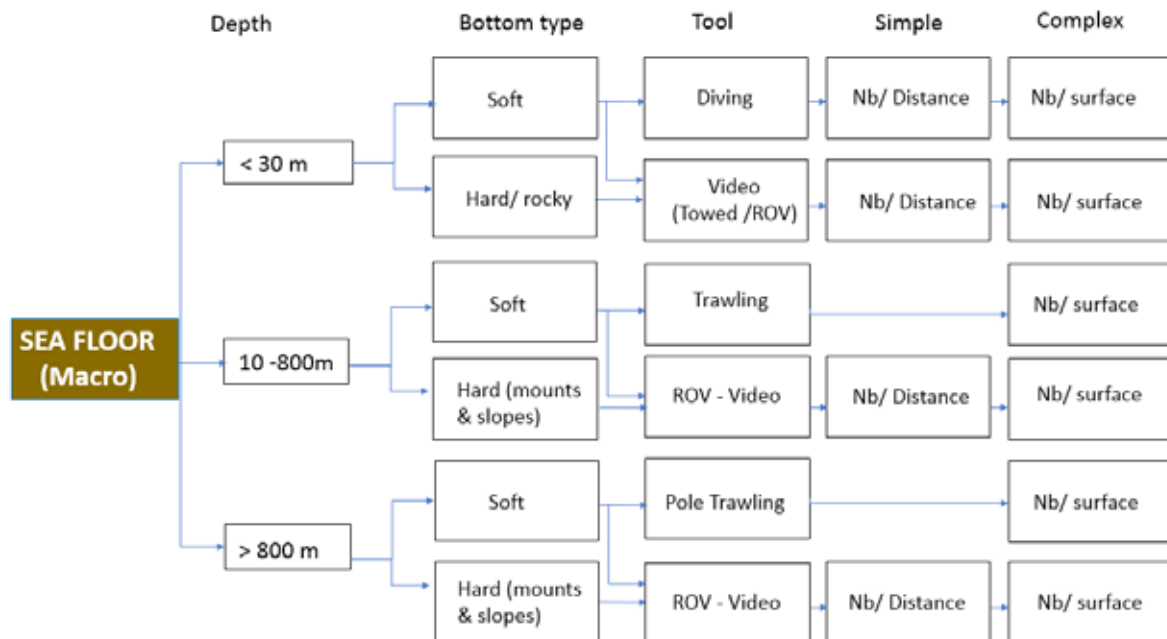 Depth
Bottom type
Tool
Simple
Complex
Soft
Diving
Nb/ Distance
Nb/ surface
< 30 m
Hard/ rocky
Video
(Towed /ROV)
Nb/ Distance
Nb/ surface
SEA FLOOR
(Macro)
Soft
Trawling
Nb/ surface
10 -800m
Hard (mounts
& slopes)
ROV - Video
Nb/ Distance
Nb/ surface
Soft
Pole Trawling
Nb/ surface
> 800 m
Hard (mounts
& slopes)
ROV - Video
Nb/ Distance
Nb/ surface